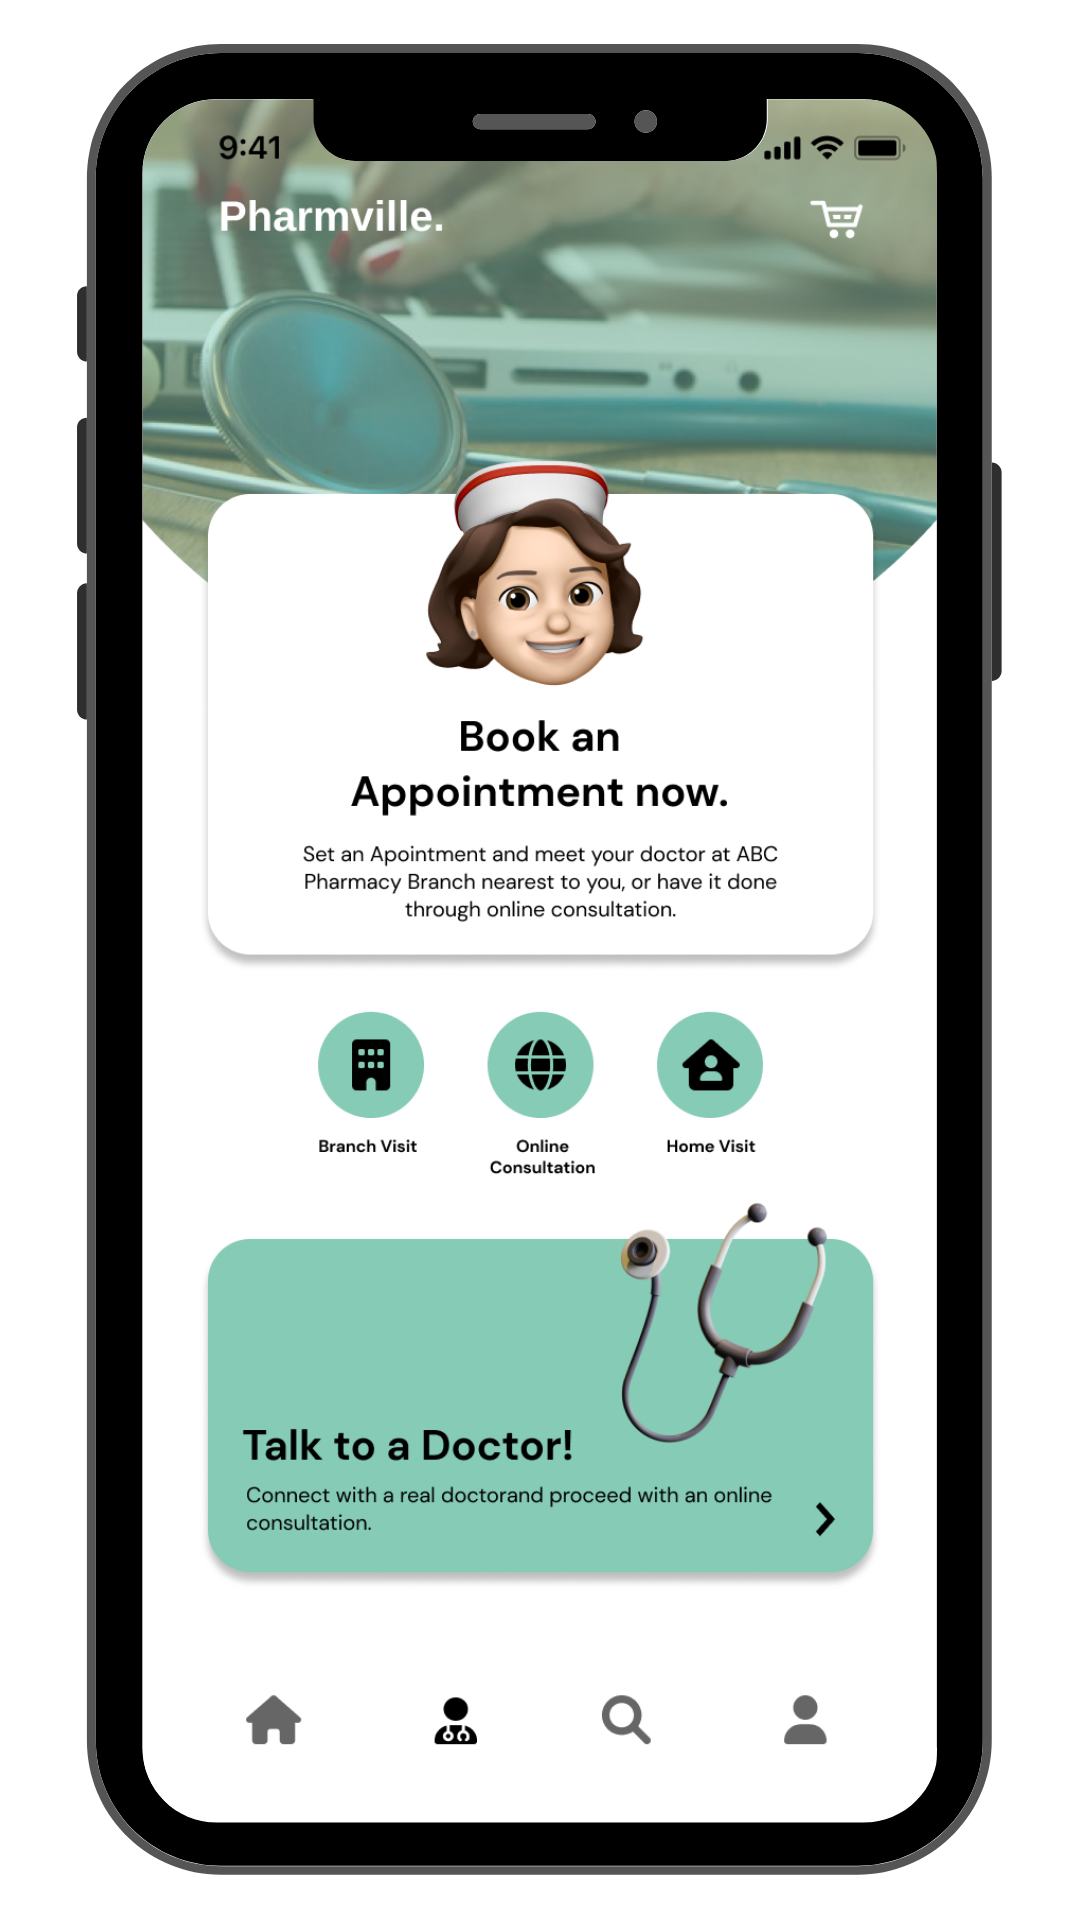 9:41
Pharmville.
Book an
Appointment now.
Set an Apointment and meet your doctor at ABC
Pharmacy Branch nearest to you, or have it done
through online consultation.
Branch Visit
Online
Consultation
Home Visit
Talk to a Doctor!
Connect with a real doctorand proceed with an online
consultation.